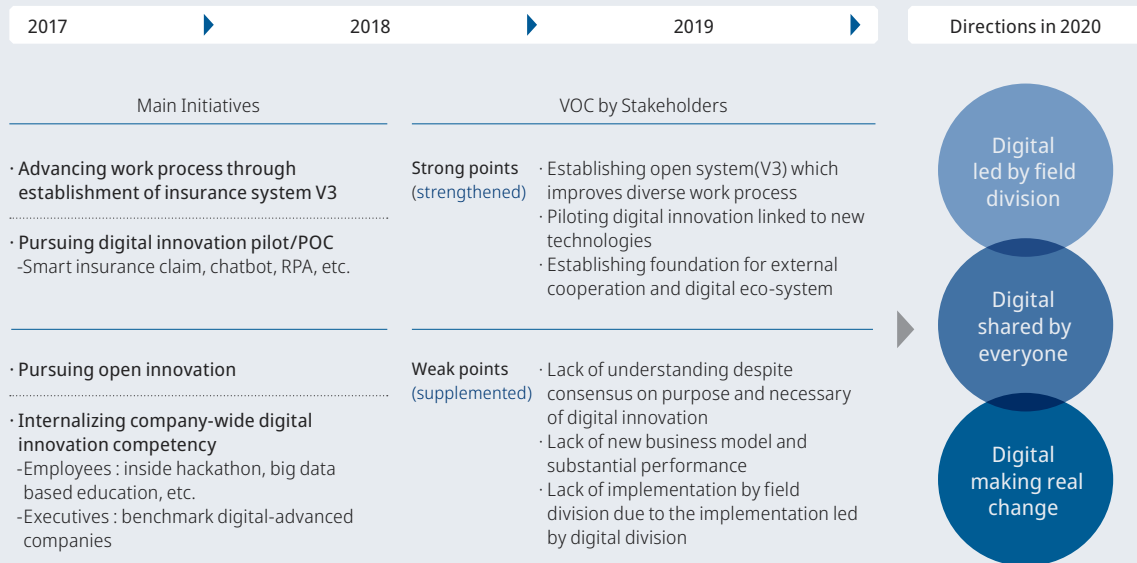 2017
2018
2019
Directions in 2020
Main Initiatives
· Advancing work process through
establishment of insurance system V3
· Pursuing digital innovation pilot/POC
-Smart insurance claim, chatbot, RPA, etc.
· Pursuing open innovation
· Internalizing company-wide digital
innovation competency
-Employees : inside hackathon, big data
based education, etc.
-Executives : benchmark digital-advanced
companies
VOC by Stakeholders
Strong points
(strengthened)
· Establishing open system(V3) which
improves diverse work process
· Piloting digital innovation linked to new
technologies
· Establishing foundation for external
cooperation and digital eco-system
Weak points
(supplemented)
· Lack of understanding despite
consensus on purpose and necessary
of digital innovation
· Lack of new business model and
substantial performance
· Lack of implementation by field
division due to the implementation led
by digital division
Digital
led by field
division
Digital
shared by
everyone
Digital
making real
change